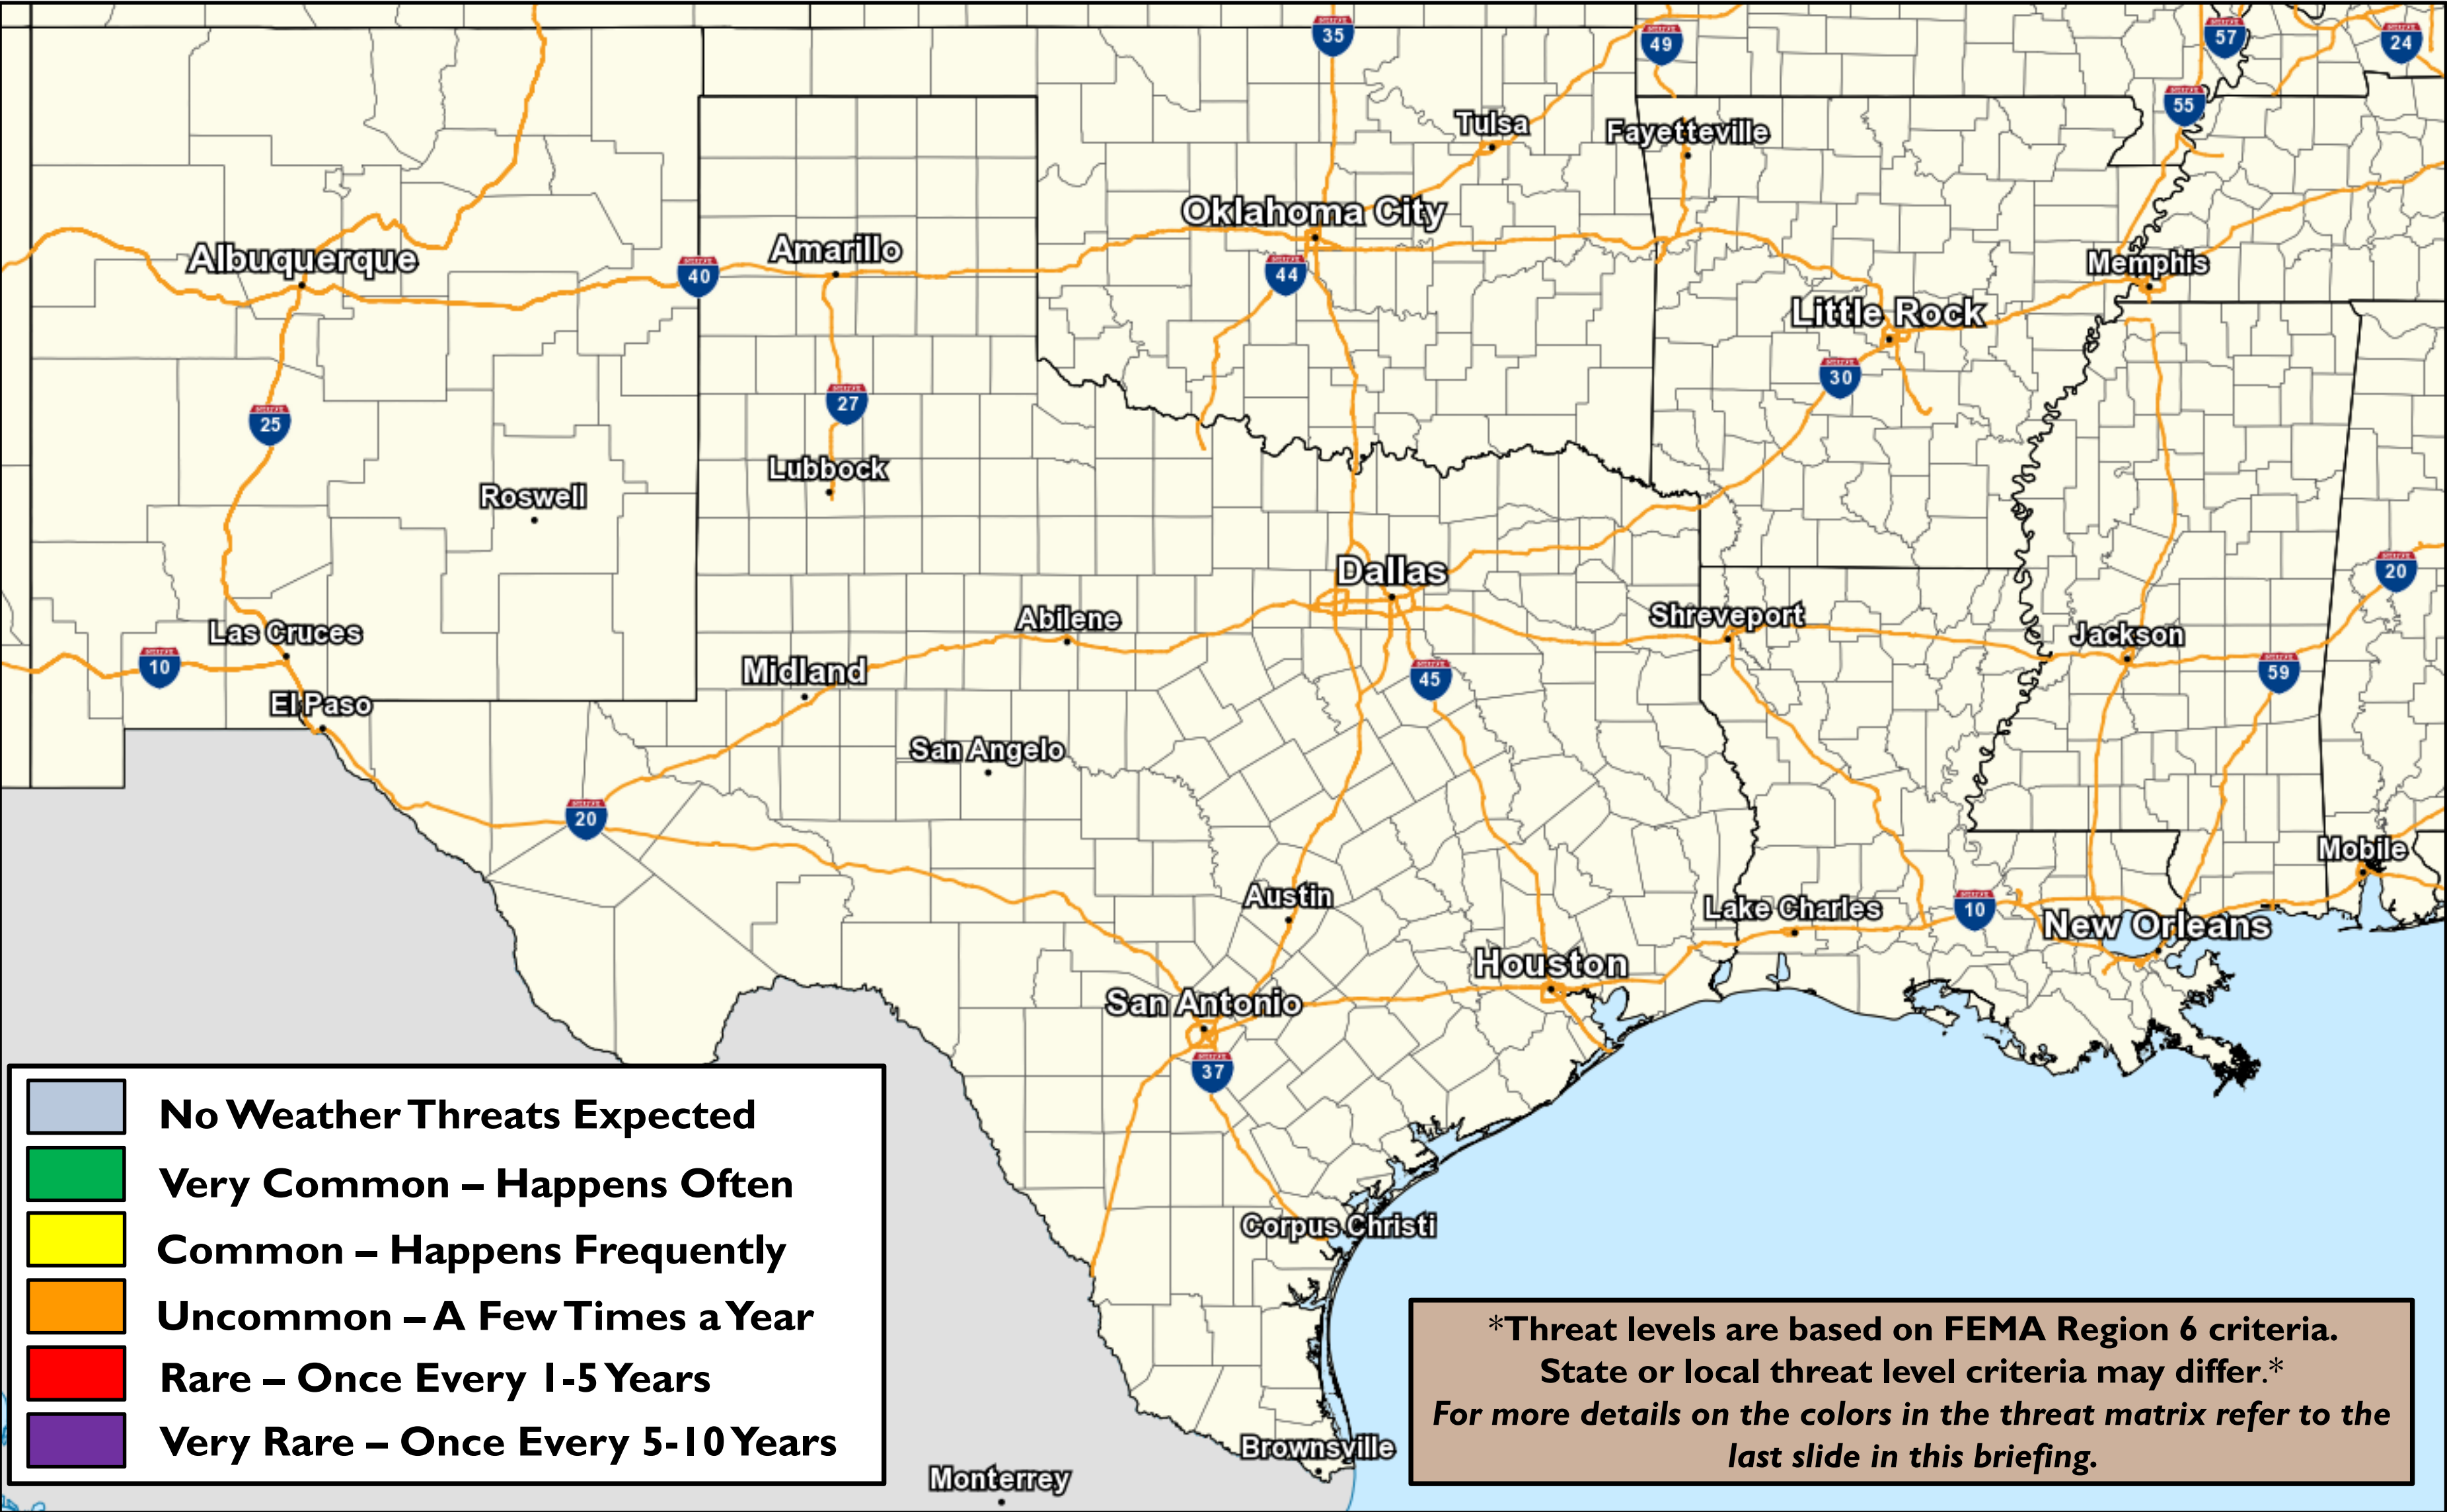 35
49
57
24
55
Tulsa
Fayetteville
Oklahoma City
Albuquerque
Amarillo
40
44
Memphis
Little Rock
30
25
27
Lubbock
Roswell
Dallas
20
Las Cruces
Abilene
Shreveport
Jackson
10
Midland
45
59
El Paso
San Angelo
20
Mobile
Austin
Lake Charles
10
New Orleans
Houston
San Antonio
37
Corpus Christi
Brownsville
Monterrey
No Weather Threats Expected
Very Common – Happens Often
Common – Happens Frequently
Uncommon – A Few Times a Year
Rare – Once Every 1-5 Years
Very Rare – Once Every 5-10 Years
*Threat levels are based on FEMA Region 6 criteria.
State or local threat level criteria may differ.*
For more details on the colors in the threat matrix refer to the
last slide in this briefing.